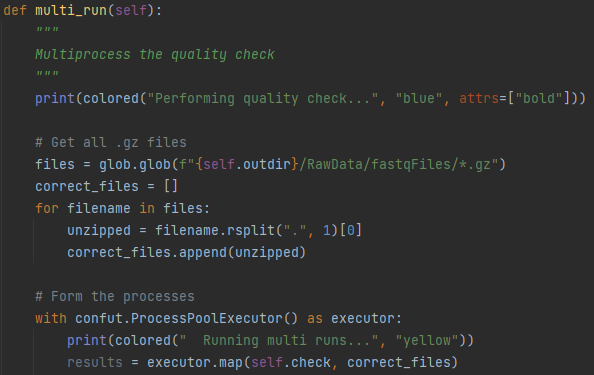 def multi_run(self):
    """
    Multiprocess the quality check
    """
    print(colored("Performing quality check...", "blue", attrs=["bold"]))

    # Get all .gz files
    files = glob.glob(f"{self.outdir}/RawData/fastqFiles/*.gz")
    correct_files = []
    for filename in files:
        unzipped = filename.rsplit(".", 1)[0]
        correct_files.append(unzipped)

    # Form the processes
    with confut.ProcessPoolExecutor() as executor:
        print(colored("  Running multi runs...", "yellow"))
        results = executor.map(self.check, correct_files)